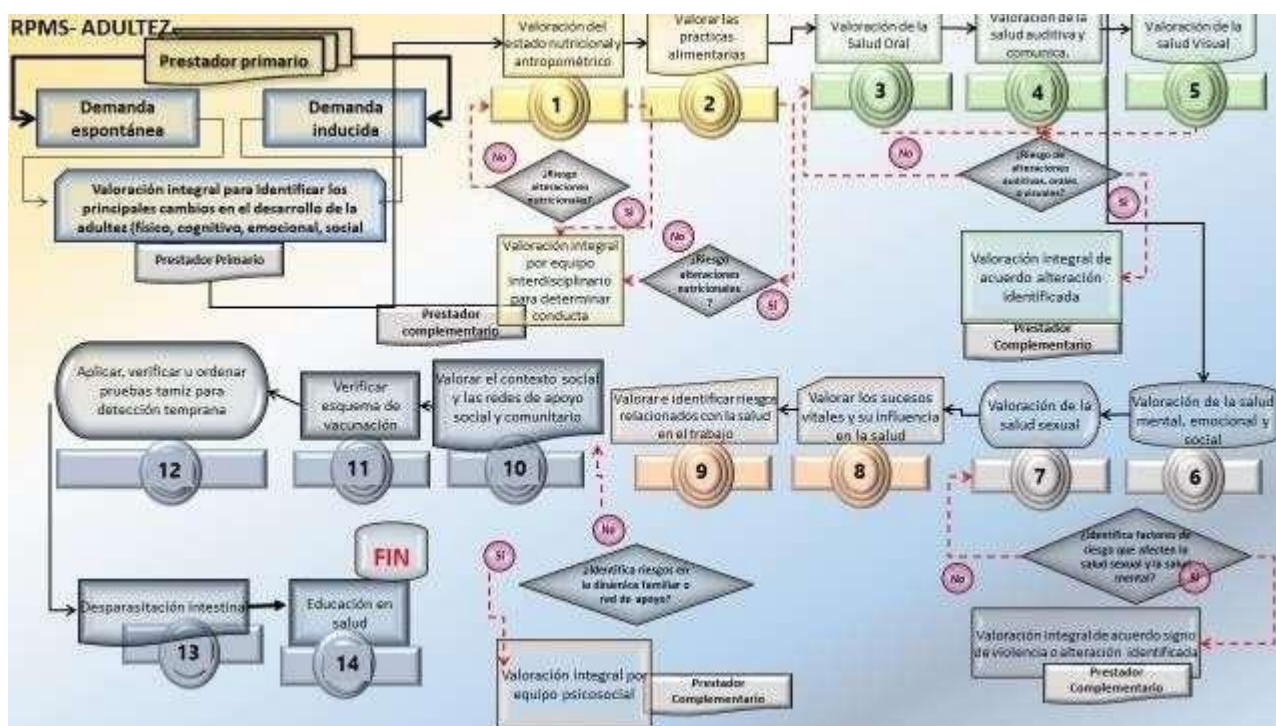 RPMS- ADULTEZ
Prestador primario
Demanda
espontánea
Demanda
inducida
Valoración integral para identificar los
principales cambios en el desarrollo de la
adultez (físico, cognitivo, emocional, social
Prestador Primario
Valoración del
estado nutricional y
antropométrico
1
Valorar las
practicas
alimentarias
2
Valoración de la
Salud Oral
3
Valoración de la
salud auditiva y
comunica.
4
Valoración de la
salud Visual
5
No
¿Riesgo
alteraciones
nutricionales?
Sí
Valoración integral
por equipo
interdisciplinario
para determinar
conducta
Prestador
complementario
No
¿Riesgo
alteraciones
nutricionales
?
Sí
No
¿Riesgo de
alteraciones
auditivas, orales
o visuales?
Sí
Valoración integral de
acuerdo alteración
identificada
Prestador
Complementario
Aplicar, verificar u ordenar
pruebas tamiz para
detección temprana
12
Verificar
esquema de
vacunación
11
Valorar el contexto social
y las redes de apoyo
social y comunitario
10
Valorar e identificar riesgos
relacionados con la salud
en el trabajo
9
Valorar los sucesos
vitales y su influencia
en la salud
8
Valoración de la
salud sexual
7
Valoración de la salud
mental, emocional y
social
6
FIN
Sí
No
¿Identifica riesgos en
la dinámica familiar o
red de apoyo?
¿Identifica factores de
riesgo que afecten la
salud sexual y la salud
mental?
No
Sí
Desparasitación intestinal
13
Educación en
salud
14
Valoración integral por
equipo psicosocial
Prestador
Complementario
Valoración integral de acuerdo signo
de violencia o alteración identificada
Prestador
Complementario